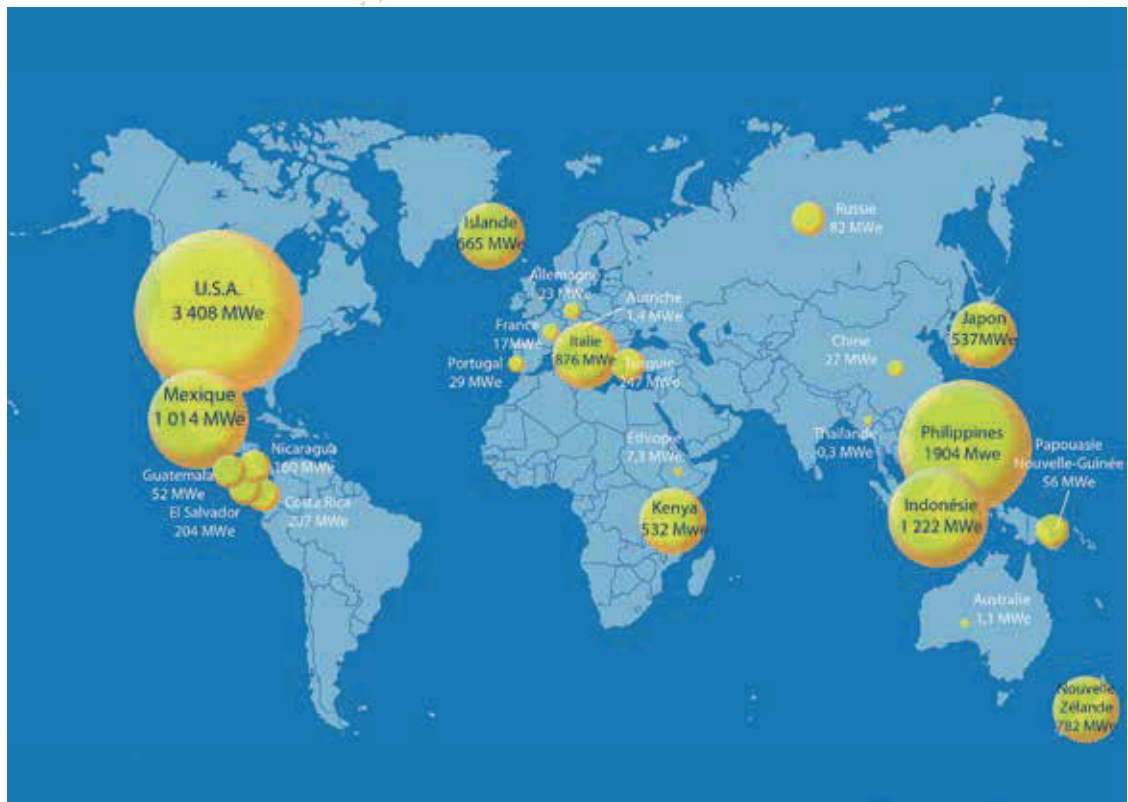 Islande
665 MWe
Russie
82 MWe
U.S.A.
3 408 MWe
Allemagne
23 MWe
Autriche
1,4 MWe
France
17MWe
Italie
876 MWe
Japon
537MWe
Portugal
29 MWe
Turquie
247 MWe
Chine
27 MWe
Mexique
1 014 MWe
Nicaragua
160 MWe
Guatemala
52 MWe
El Salvador
204 MWe
Costa Rica
207 MWe
Éthiopie
7,3 MWe
Thaïlande
0,3 MWe
Philippines
1904 Mwe
Papouasie
Nouvelle-Guinée
56 MWe
Kenya
532 Mwe
Indonésie
1 222 MWe
Australie
1,1 MWe
Nouvelle
Zélande
782 MWe